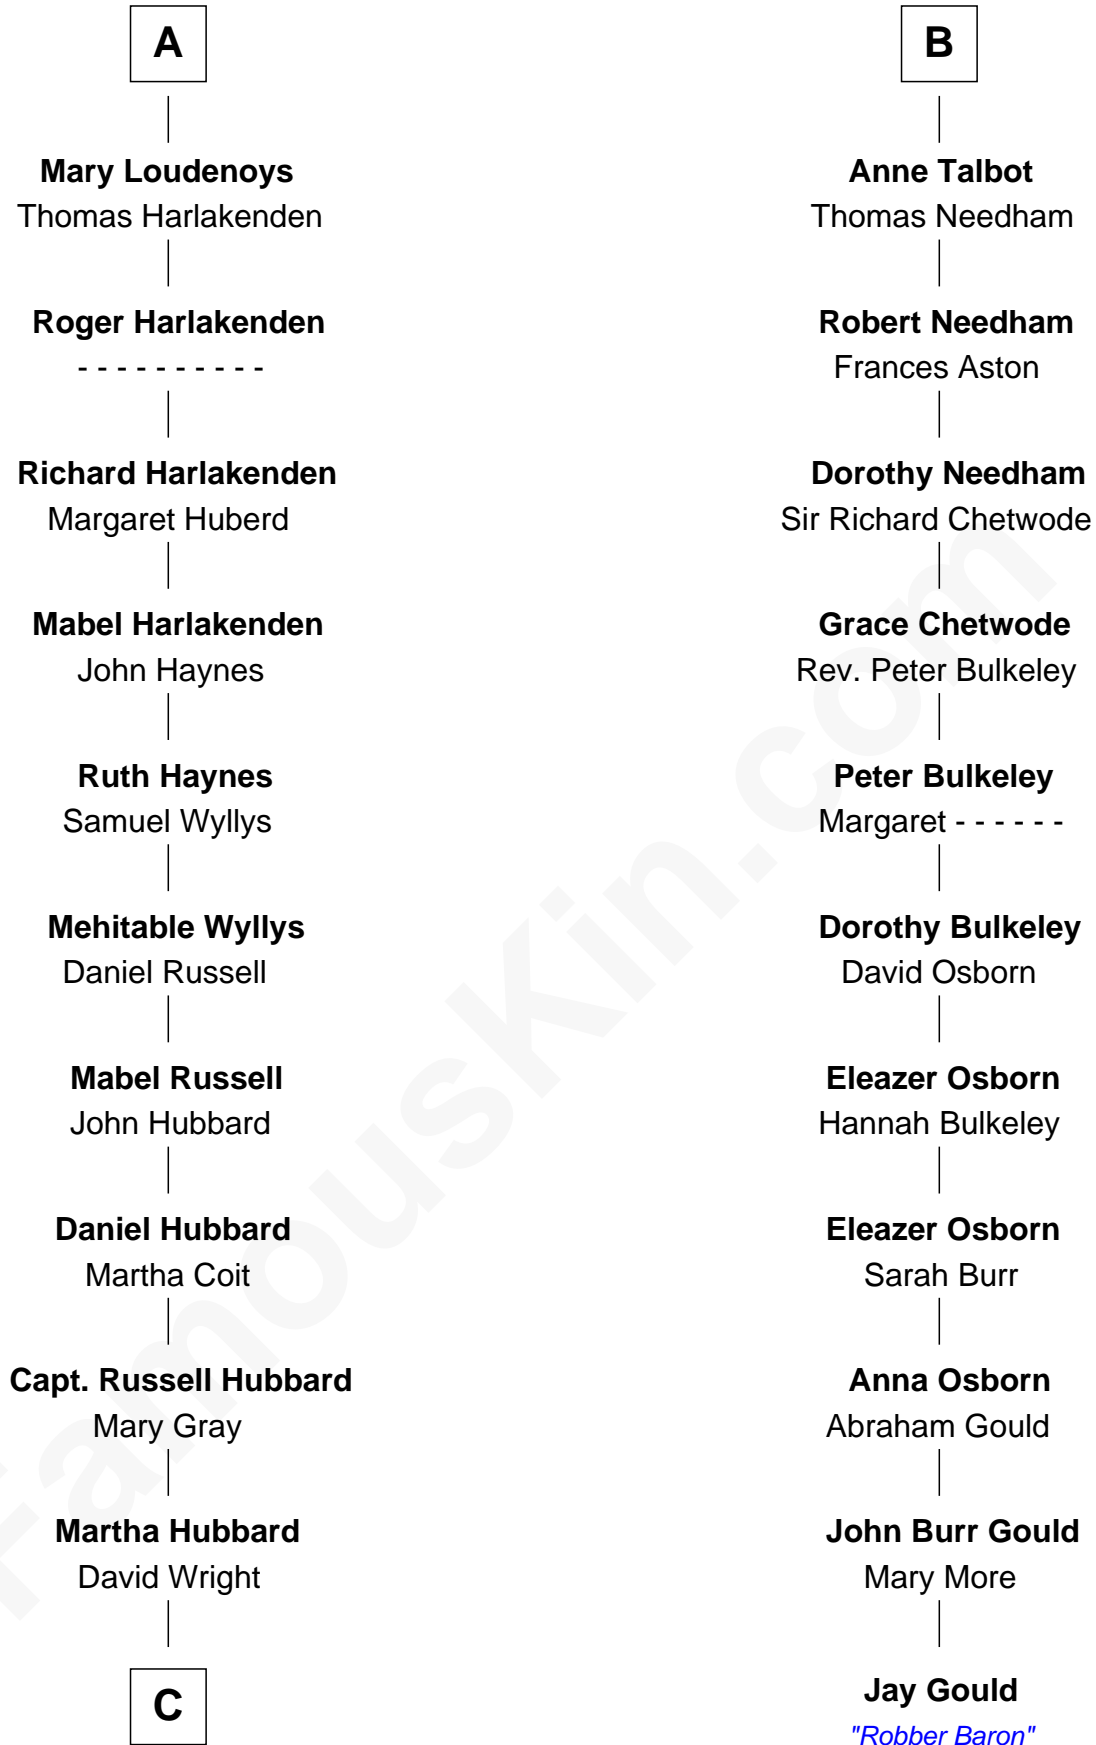 A
Mary Loudenoys
Thomas Harlakenden
Roger Harlakenden
- - - - - - - - - -
Richard Harlakenden
Margaret Huberd
Mabel Harlakenden
John Haynes
Ruth Haynes
Samuel Wyllys
Mehitable Wyllys
Daniel Russell
Mabel Russell
John Hubbard
Daniel Hubbard
Martha Coit
Capt. Russell Hubbard
Mary Gray
Martha Hubbard
David Wright
C
B
Anne Talbot
Thomas Needham
Robert Needham
Frances Aston
Dorothy Needham
Sir Richard Chetwode
Grace Chetwode
Rev. Peter Bulkeley
Peter Bulkeley
Margaret - - - - - -
Dorothy Bulkeley
David Osborn
Eleazer Osborn
Hannah Bulkeley
Eleazer Osborn
Sarah Burr
Anna Osborn
Abraham Gould
John Burr Gould
Mary More
Jay Gould
"Robber Baron"
FamousKin.com